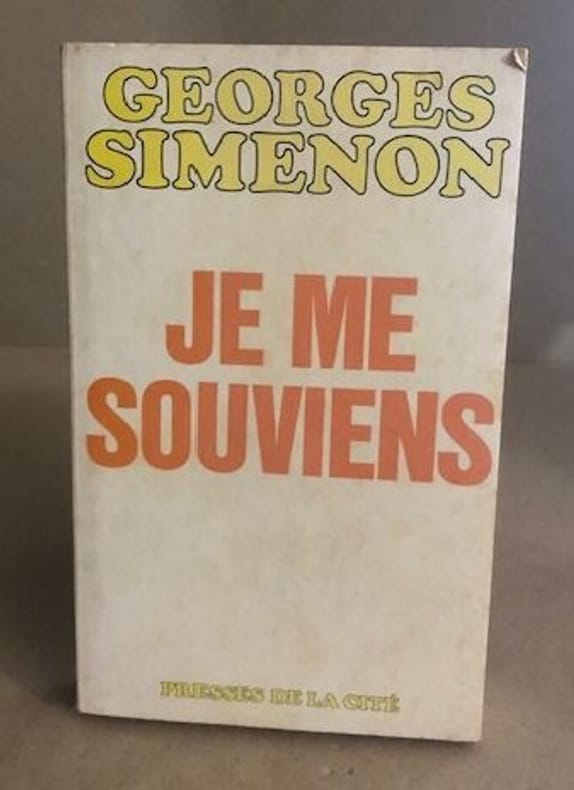 GEORGES
SIMENON
JE ME
SOUVIENS
PRESSES DE LA CITÉ